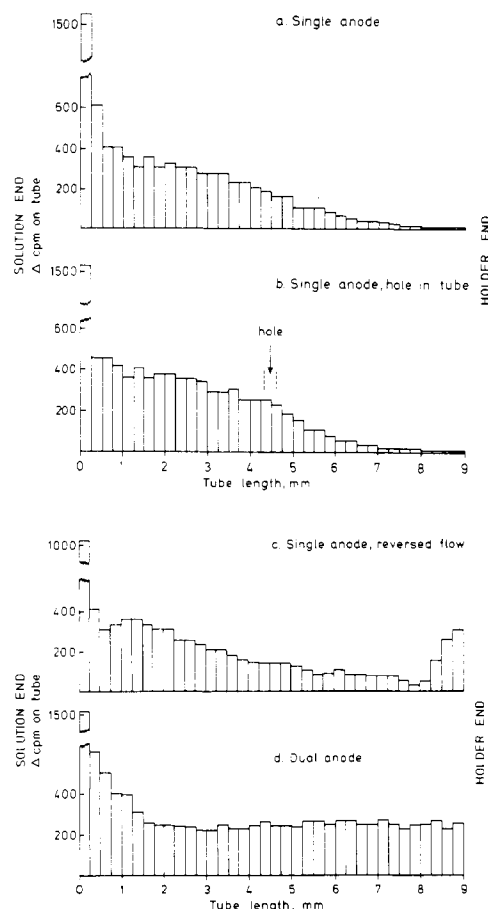 1500
a. Single anode
600
400
200
SOLUTION END
Δ cpm on tube
HOLDER END
1500
b. Single anode, hole in tube
600
hole
400
200
0 1 2 3 4 5 6 7 8 9
Tube length, mm
1000
c. Single anode, reversed flow
400
200
SOLUTION END
Δ cpm on tube
HOLDER END
1500
d. Dual anode
400
200
0 1 2 3 4 5 6 7 8 9
Tube length, mm